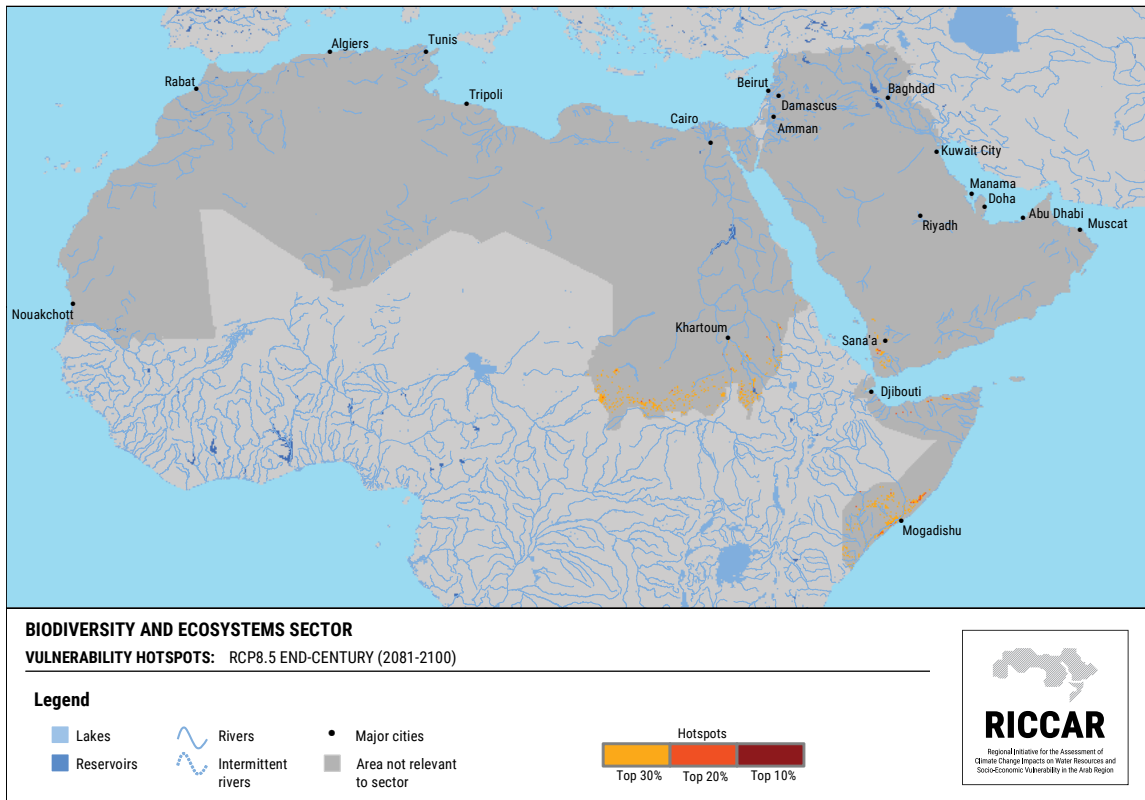 Algiers
Tunis
Rabat
Tripoli
Beirut
Baghdad
Damascus
Cairo
Amman
Kuwait City
Manama
Doha
Abu Dhabi
Riyadh
Muscat
Nouakchott
Khartoum
Sana'a
Djibouti
Mogadishu
BIODIVERSITY AND ECOSYSTEMS SECTOR
VULNERABILITY HOTSPOTS: RCP8.5 END-CENTURY (2081-2100)
Legend
Lakes
Rivers
Major cities
Reservoirs
Intermittent
rivers
Area not relevant
to sector
Hotspots
Top 30%
Top 20%
Top 10%
RICCAR
Regional Initiative for the Assessment of
Climate Change Impacts on Water Resources and
Socio-Economic Vulnerability in the Arab Region